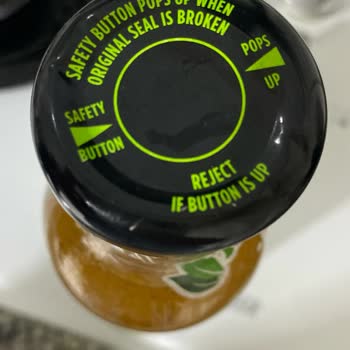 SAFETY BUTTON POPS UP WHEN
ORIGINAL SEAL IS BROKEN
POPS
UP
SAFETY
BUTTON
REJECT
IF BUTTON IS UP